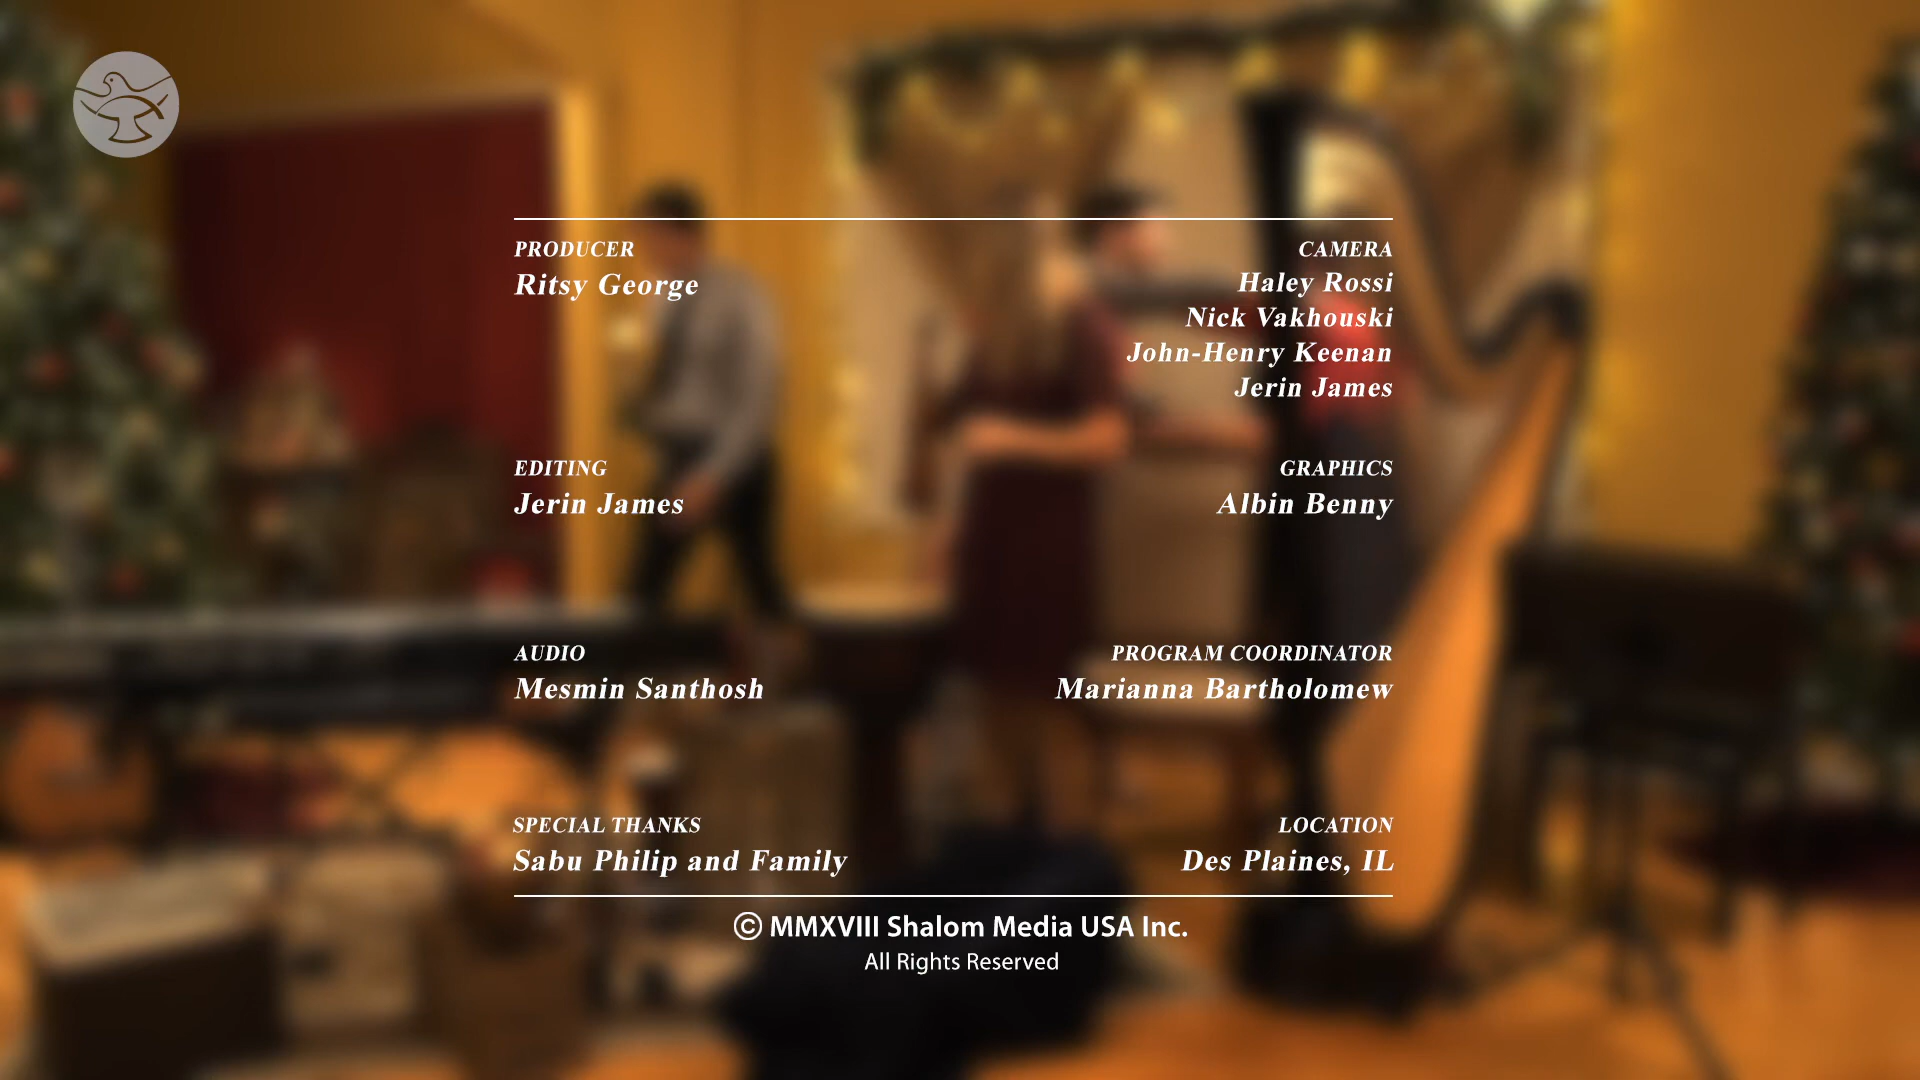 PRODUCER
Ritsy George
CAMERA
Haley Rossi
Nick Vakhouski
John-Henry Keenan
Jerin James
EDITING
Jerin James
GRAPHICS
Albin Benny
AUDIO
Mesmin Santhosh
PROGRAM COORDINATOR
Marianna Bartholomew
SPECIAL THANKS
Sabu Philip and Family
LOCATION
Des Plaines, IL
© MMXVIII Shalom Media USA Inc.
All Rights Reserved